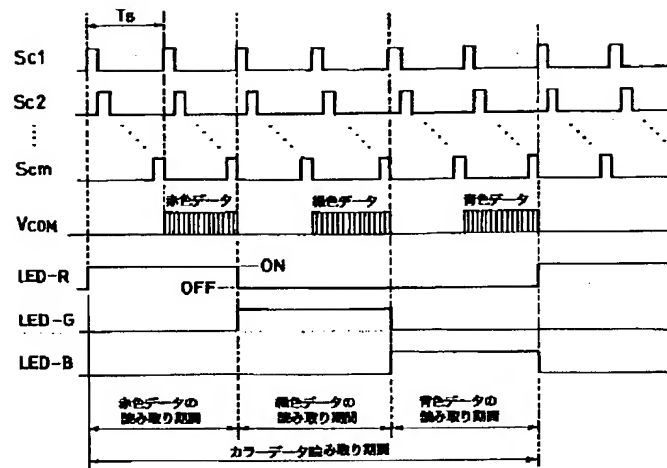 TB
Sc1
Sc2
Scm
赤色データ
緑色データ
青色データ
VCOM
LED-R
ON
OFF
LED-G
LED-B
赤色データの
読み取り期間
緑色データの
読み取り期間
青色データの
読み取り期間
カラーデータ読み取り期間